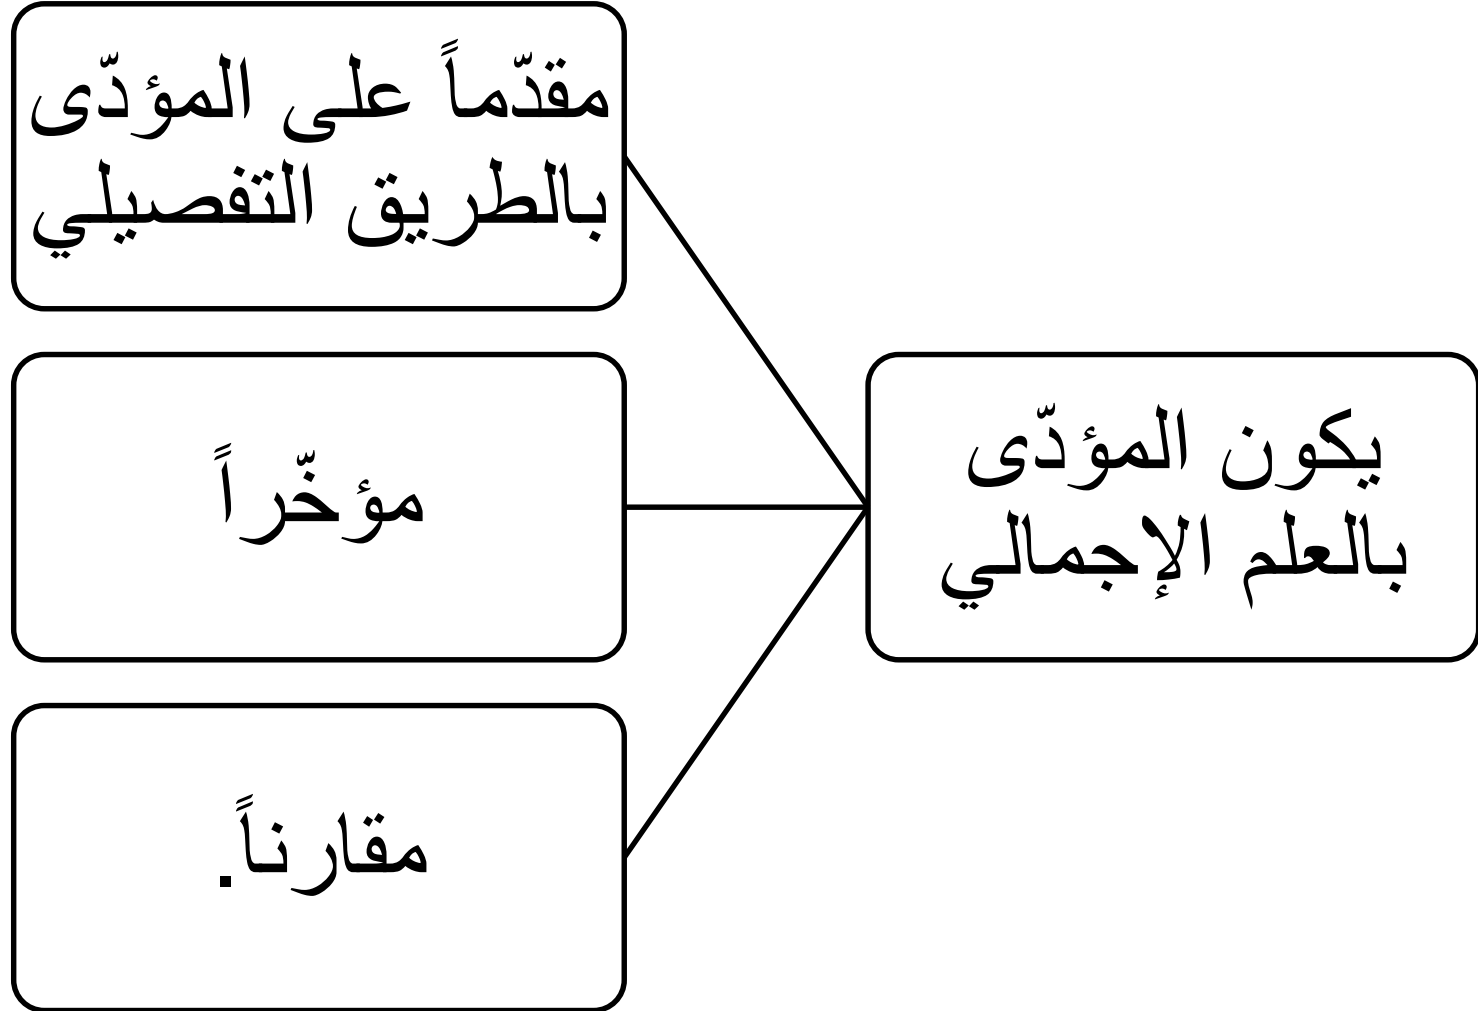 يكون المؤدّى
بالعلم الإجمالي
مقدّماً على المؤدّى
بالطريق التفصيلي
مؤخّراً
مقارناً.